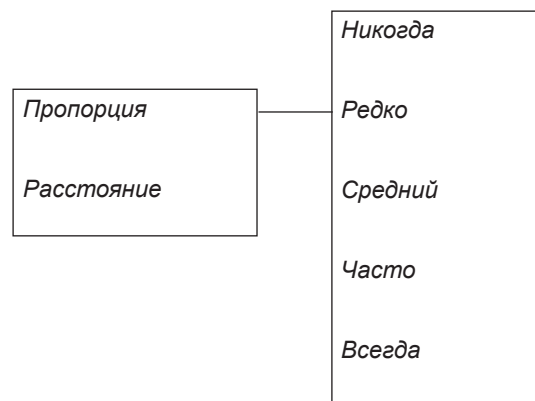 Пропорция
Расстояние
Никогда
Редко
Средний
Часто
Всегда